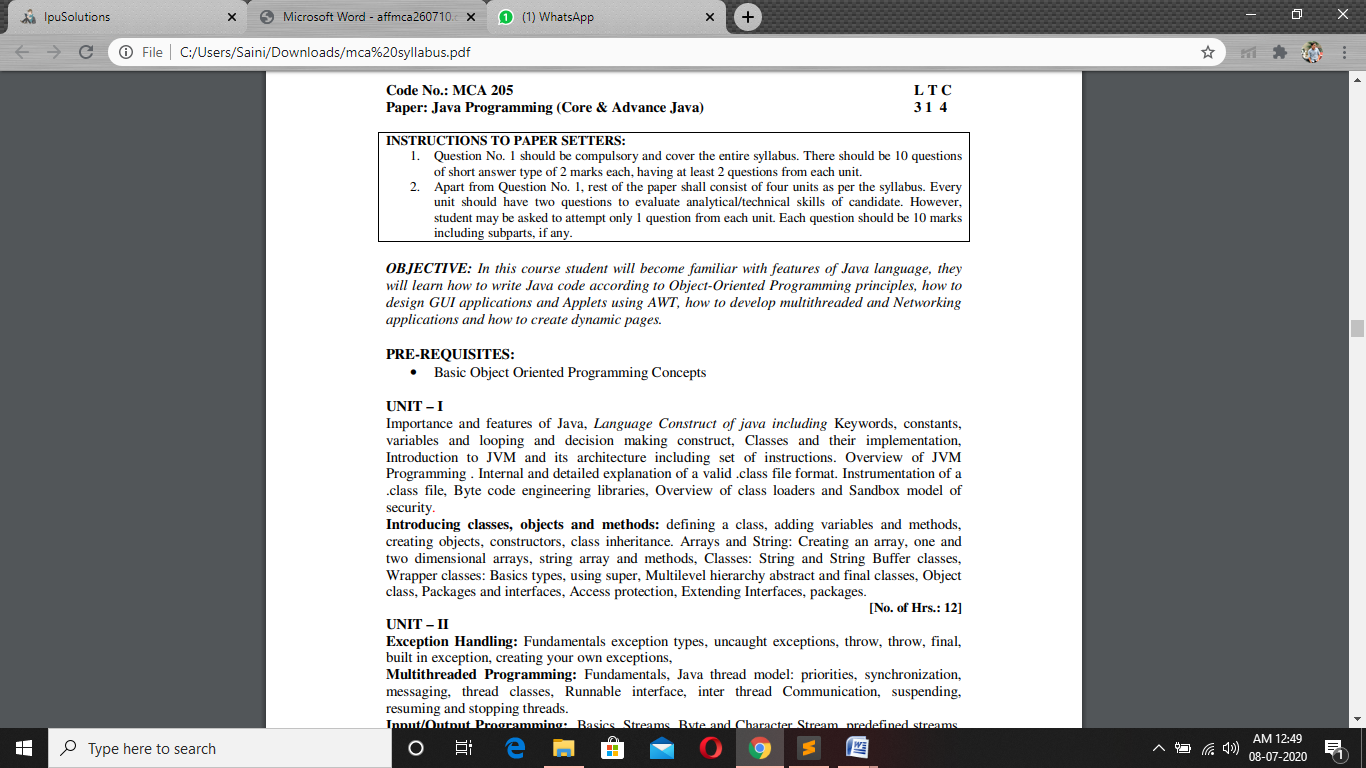 IpuSolutions
Microsoft Word - affmca260710.
1 (1) WhatsApp
File C:/Users/Saini/Downloads/mca%20syllabus.pdf
Code No.: MCA 205 L T C
Paper: Java Programming (Core & Advance Java) 3 1 4
INSTRUCTIONS TO PAPER SETTERS:
1. Question No. 1 should be compulsory and cover the entire syllabus. There should be 10 questions
of short answer type of 2 marks each, having at least 2 questions from each unit.
2. Apart from Question No. 1, rest of the paper shall consist of four units as per the syllabus. Every
unit should have two questions to evaluate analytical/technical skills of candidate. However,
student may be asked to attempt only 1 question from each unit. Each question should be 10 marks
including subparts, if any.
OBJECTIVE: In this course student will become familiar with features of Java language, they
will learn how to write Java code according to Object-Oriented Programming principles, how to
design GUI applications and Applets using AWT, how to develop multithreaded and Networking
applications and how to create dynamic pages.
PRE-REQUISITES:
• Basic Object Oriented Programming Concepts
UNIT – I
Importance and features of Java, Language Construct of java including Keywords, constants,
variables and looping and decision making construct, Classes and their implementation,
Introduction to JVM and its architecture including set of instructions. Overview of JVM
Programming . Internal and detailed explanation of a valid .class file format. Instrumentation of a
.class file, Byte code engineering libraries, Overview of class loaders and Sandbox model of
security.
Introducing classes, objects and methods: defining a class, adding variables and methods,
creating objects, constructors, class inheritance. Arrays and String: Creating an array, one and
two dimensional arrays, string array and methods, Classes: String and String Buffer classes,
Wrapper classes: Basics types, using super, Multilevel hierarchy abstract and final classes, Object
class, Packages and interfaces, Access protection, Extending Interfaces, packages.
[No. of Hrs.: 12]
UNIT – II
Exception Handling: Fundamentals exception types, uncaught exceptions, throw, throw, final,
built in exception, creating your own exceptions,
Multithreaded Programming: Fundamentals, Java thread model: priorities, synchronization,
messaging, thread classes, Runnable interface, inter thread Communication, suspending,
resuming and stopping threads.
Input/Output Programming: Basics, Streams, Byte and Character Stream, predefined streams,
Type here to search
AM 12:49
08-07-2020
1